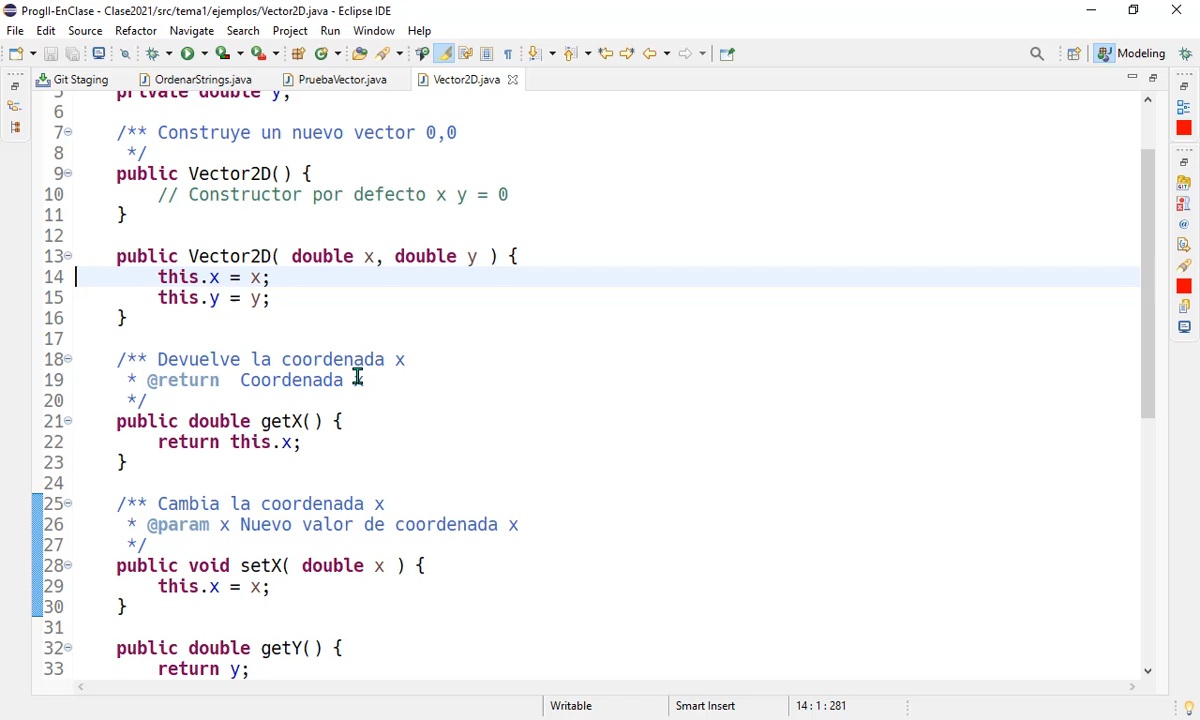 ProgII-EnClase - Clase2021/src/tema1/ejemplos/Vector2D.java - Eclipse IDE
File Edit Source Refactor Navigate Search Project Run Window Help
Modeling
Git Staging OrdenarStrings.java PruebaVector.java Vector2D.java
5 private double y;
6
7 /** Construye un nuevo vector 0,0
8 */
9 public Vector2D() {
10 // Constructor por defecto x y = 0
11 }
12
13 public Vector2D( double x, double y ) {
14 this.x = x;
15 this.y = y;
16 }
17
18 /** Devuelve la coordenada x
19 * @return  Coordenada x
20 */
21 public double getX() {
22 return this.x;
23 }
24
25 /** Cambia la coordenada x
26 * @param x Nuevo valor de coordenada x
27 */
28 public void setX( double x ) {
29 this.x = x;
30 }
31
32 public double getY() {
33 return y;
Writable Smart Insert 14 : 1 : 281